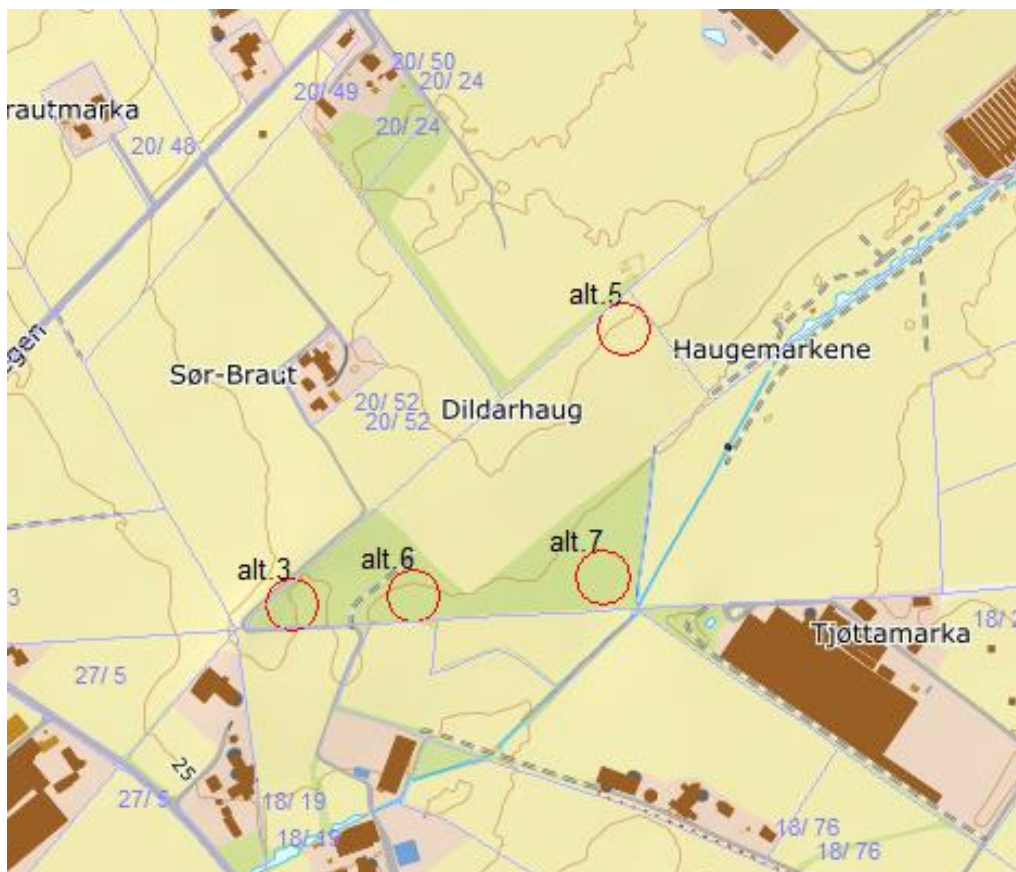 20/ 50
20/ 24
20/ 49
rautmarka
20/ 24
20/ 48
alt.5
egen
Haugemarkene
Sør-Braut
20/ 52
Dildarhaug
20/ 52
alt.7
alt.6
alt.3
3
18/ 2
Tjøttamarka
27/ 5
25
27/ 5
18/ 19
18/ 76
18/ 19
18/ 76